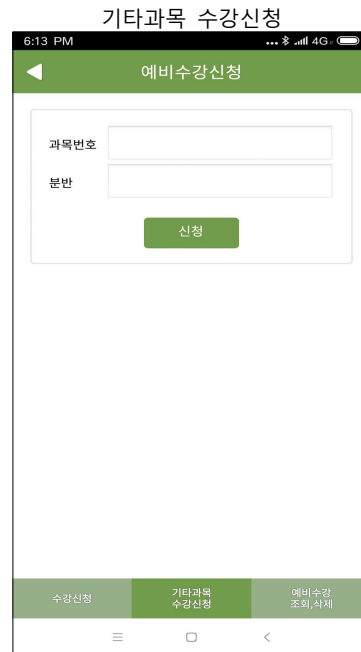 기타과목 수강신청
6:13 PM ... 4G
예비수강신청
과목번호
분반
신청
수강신청
기타과목
수강신청
예비수강
조회,삭제